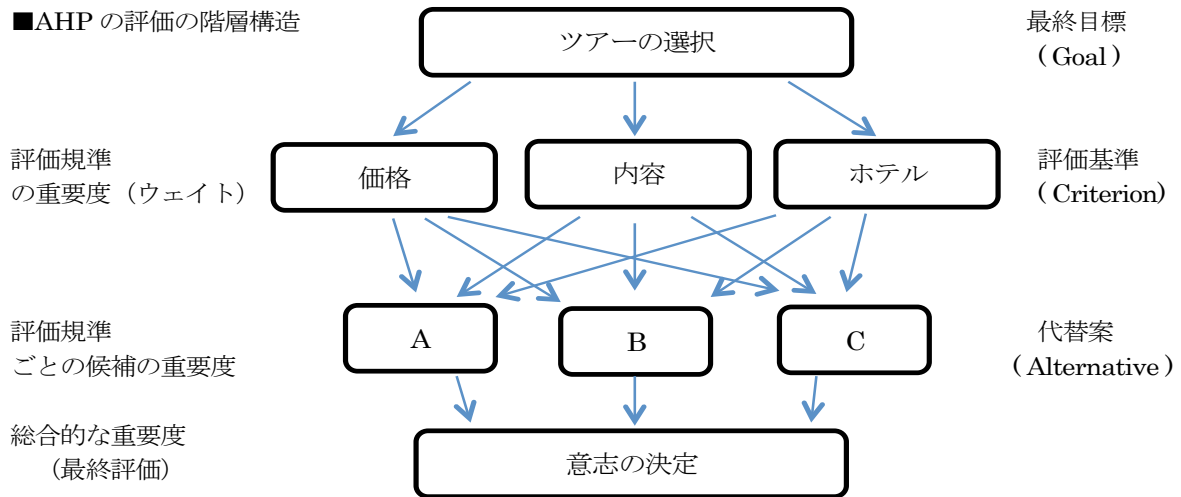 ■AHP の評価の階層構造
ツアーの選択
最終目標
( Goal )
評価規準
の重要度（ウェイト）
価格
内容
ホテル
評価基準
( Criterion)
評価規準
ごとの候補の重要度
A
B
C
代替案
( Alternative )
総合的な重要度
（最終評価）
意志の決定